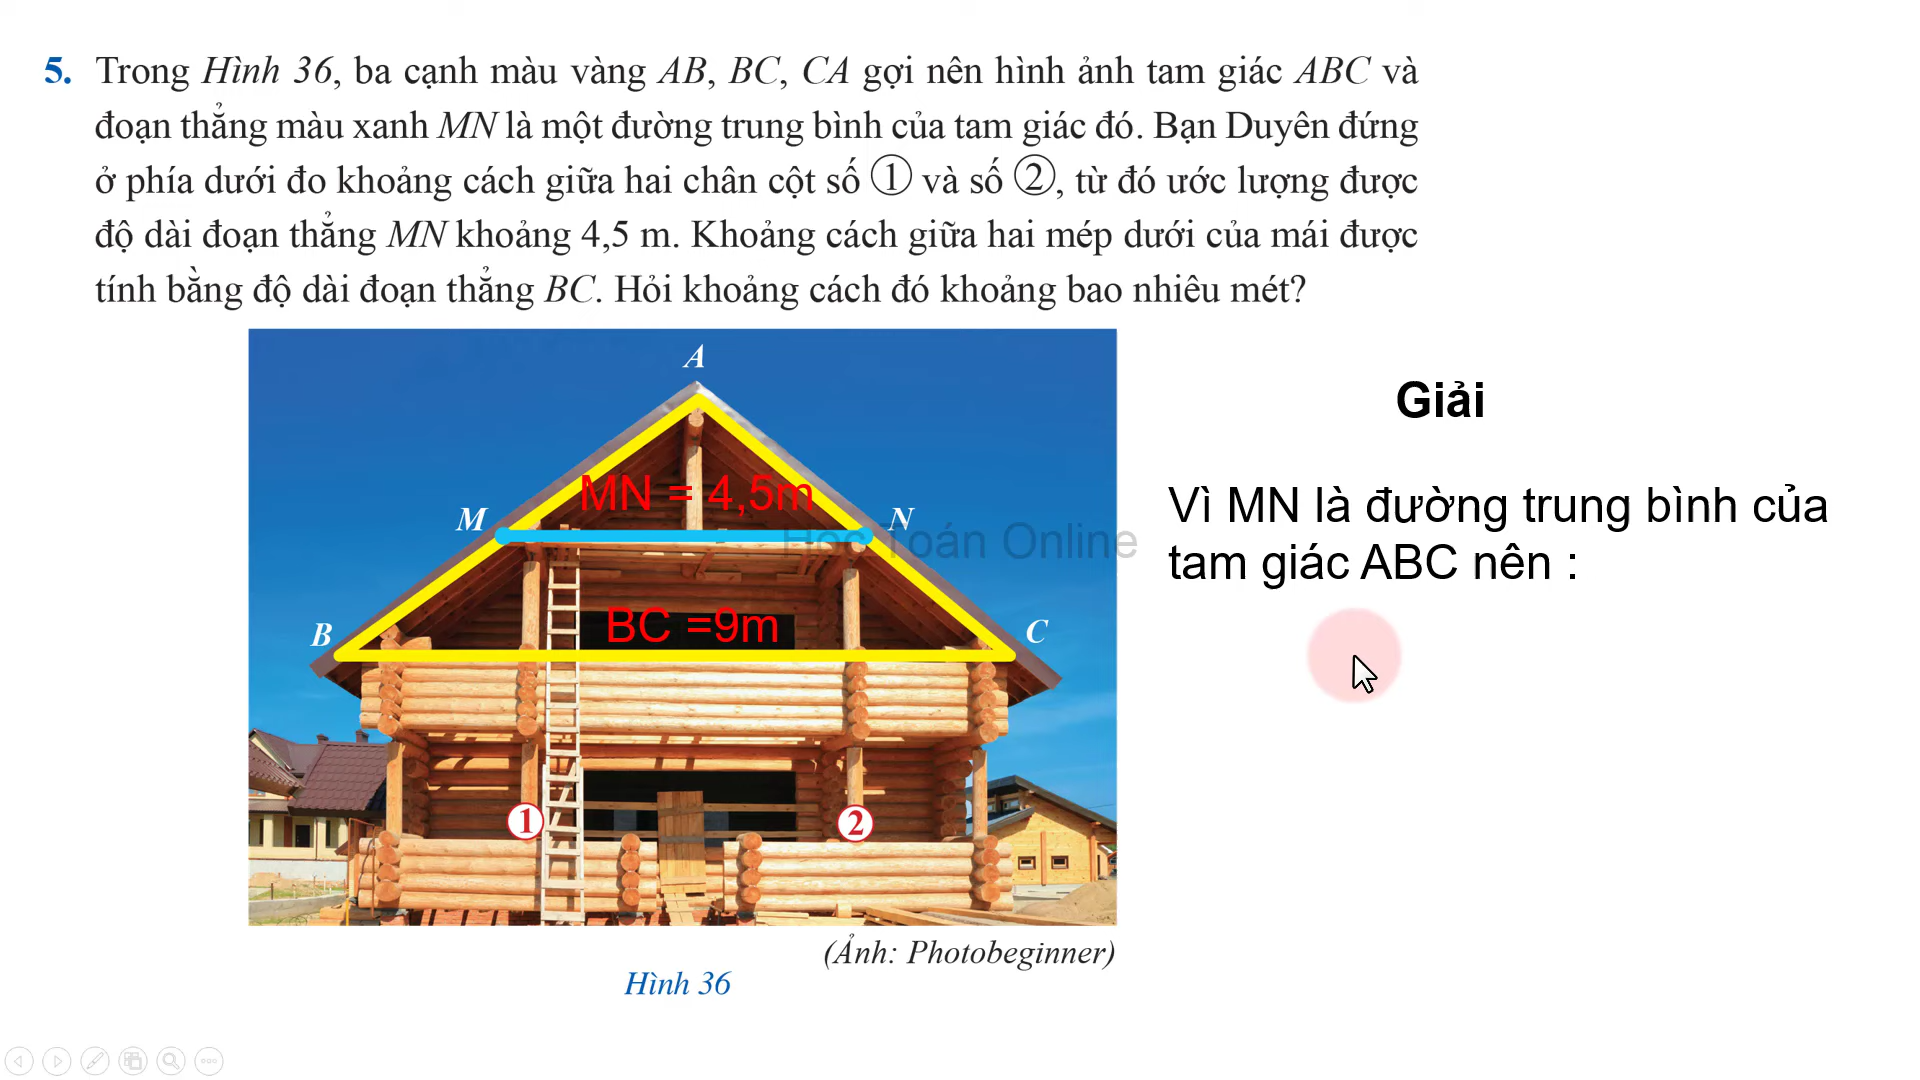 5. Trong Hình 36, ba cạnh màu vàng AB, BC, CA gợi nên hình ảnh tam giác ABC và
đoạn thẳng màu xanh MN là một đường trung bình của tam giác đó. Bạn Duyên đứng
ở phía dưới đo khoảng cách giữa hai chân cột số ① và số ②, từ đó ước lượng được
độ dài đoạn thẳng MN khoảng 4,5 m. Khoảng cách giữa hai mép dưới của mái được
tính bằng độ dài đoạn thẳng BC. Hỏi khoảng cách đó khoảng bao nhiêu mét?
A
MN = 4,5m
M
N
Học Toán Online
BC =9m
B
C
1
2
(Ảnh: Photobeginner)
Hình 36
Giải
Vì MN là đường trung bình của
tam giác ABC nên :